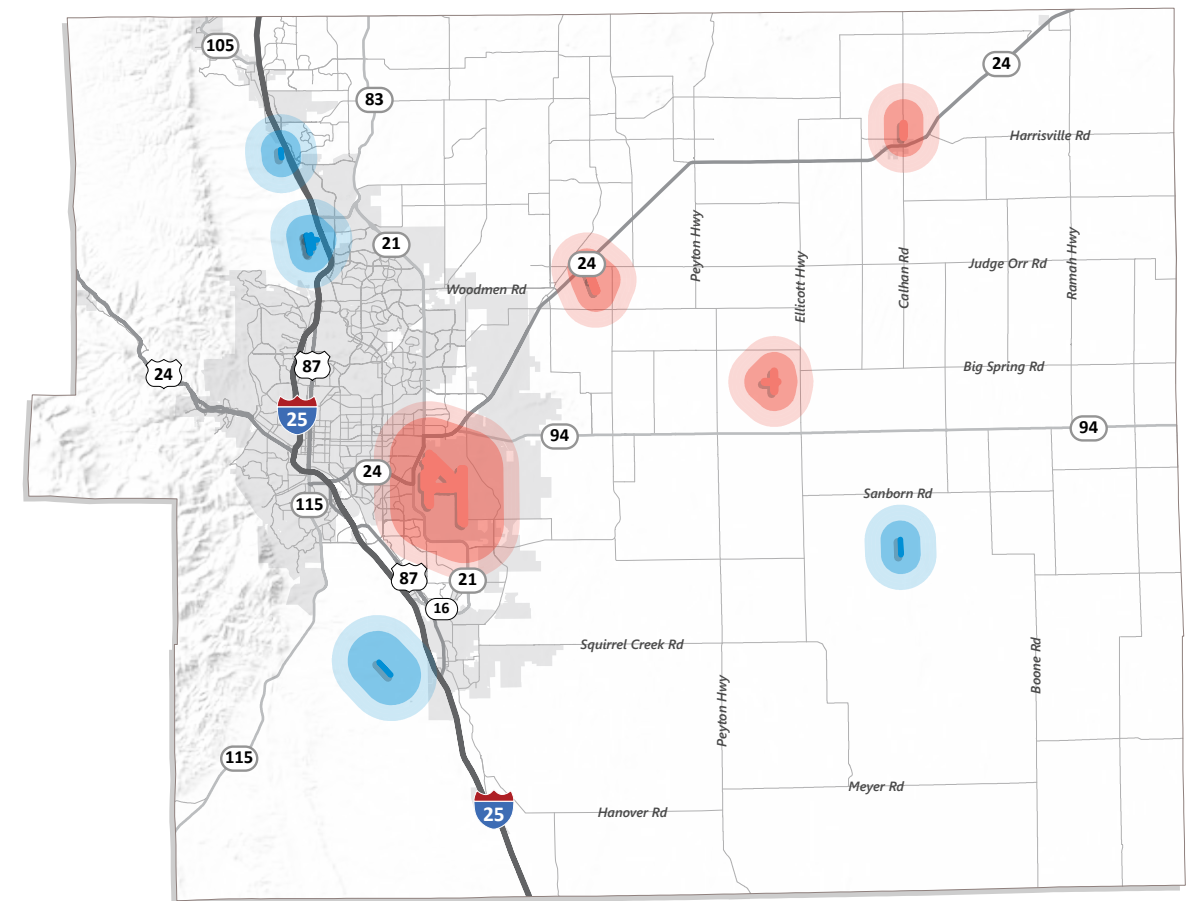 105
24
83
Harrisville Rd
21
Peyton Hwy
Ramah Hwy
24
Judge Orr Rd
Calhan Rd
Ellicott Hwy
Woodmen Rd
87
24
Big Spring Rd
25
94
94
24
Sanborn Rd
115
87
21
16
Squirrel Creek Rd
Boone Rd
Peyton Hwy
115
Meyer Rd
25
Hanover Rd